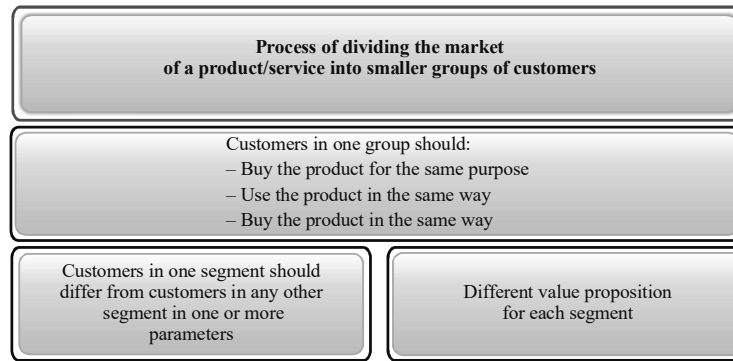 Process of dividing the market
of a product/service into smaller groups of customers
Customers in one group should:
– Buy the product for the same purpose
– Use the product in the same way
– Buy the product in the same way
Customers in one segment should
differ from customers in any other
segment in one or more
parameters
Different value proposition
for each segment